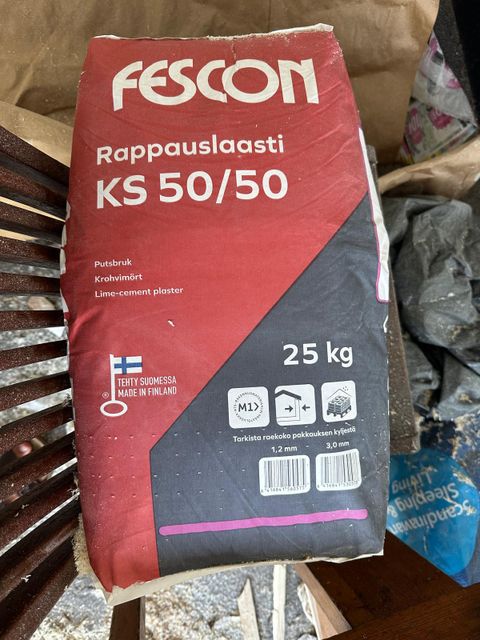 FESCON
Rappauslaasti
KS 50/50
Putsbruk
Krohvimört
Lime-cement plaster
25 kg
TEHTY SUOMESSA
MADE IN FINLAND
M1
Tarkista raekoko pakkauksen kyljestä
1,2 mm
3,0 mm
Scandinavian
Sleeping &
Living